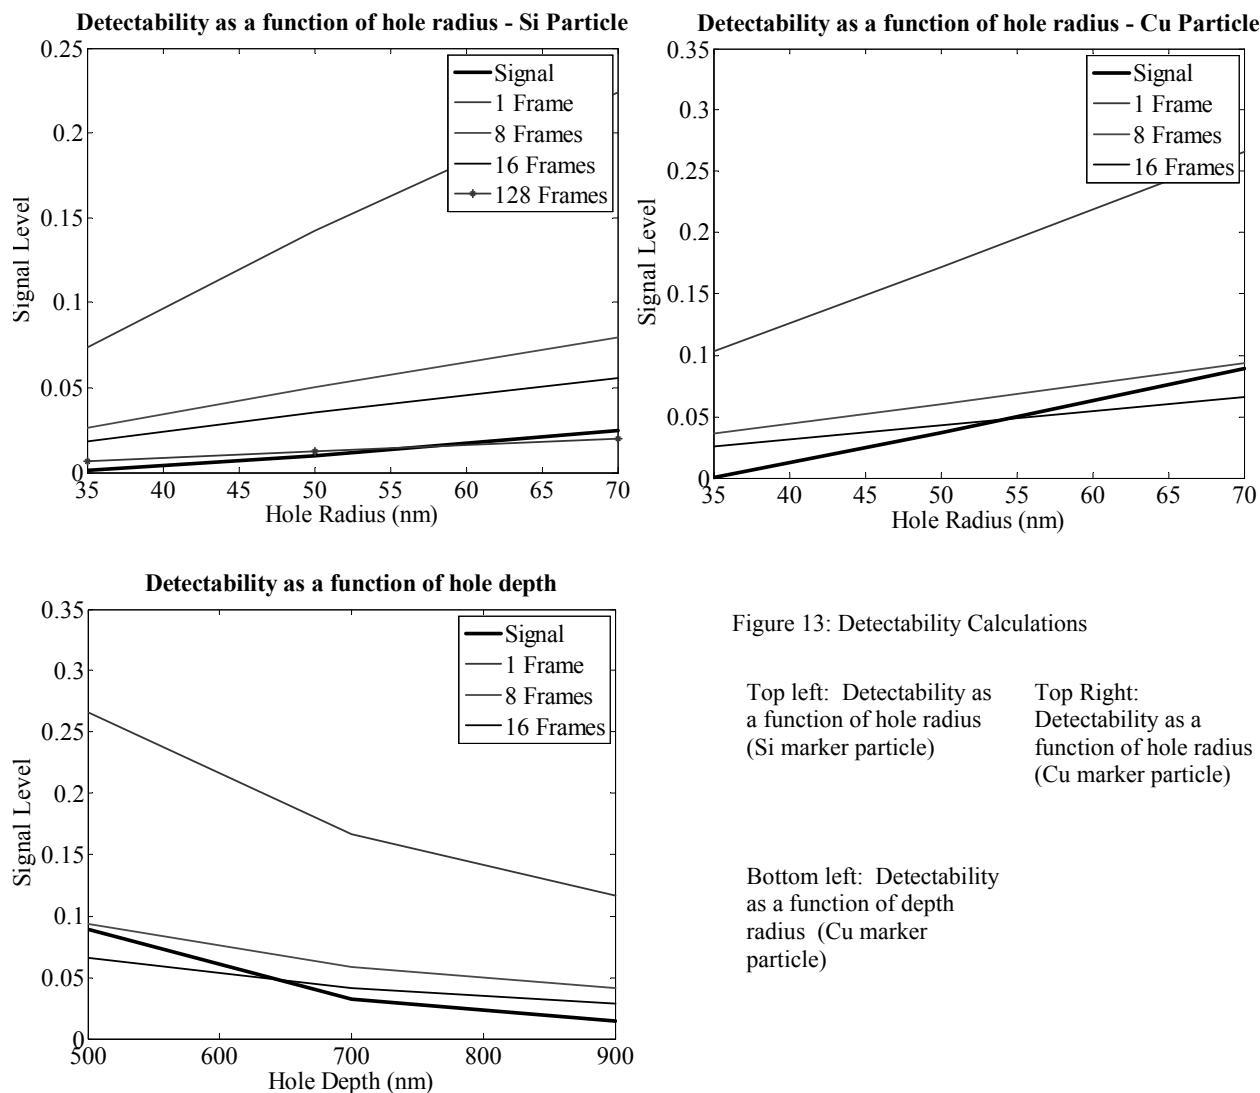 Detectability as a function of hole radius - Si Particle
0.25
0.2
0.15
0.1
0.05
0
Signal Level
35 40 45 50 55 60 65 70
Hole Radius (nm)
Signal
1 Frame
8 Frames
16 Frames
128 Frames
Detectability as a function of hole radius - Cu Particle
0.35
0.3
0.25
0.2
0.15
0.1
0.05
0
Signal Level
35 40 45 50 55 60 65 70
Hole Radius (nm)
Signal
1 Frame
8 Frames
16 Frames
Detectability as a function of hole depth
0.35
0.3
0.25
0.2
0.15
0.1
0.05
0
Signal Level
500 600 700 800 900
Hole Depth (nm)
Signal
1 Frame
8 Frames
16 Frames
Figure 13: Detectability Calculations
Top left: Detectability as
a function of hole radius
(Si marker particle)
Top Right:
Detectability as a
function of hole radius
(Cu marker particle)
Bottom left: Detectability
as a function of depth
radius (Cu marker
particle)